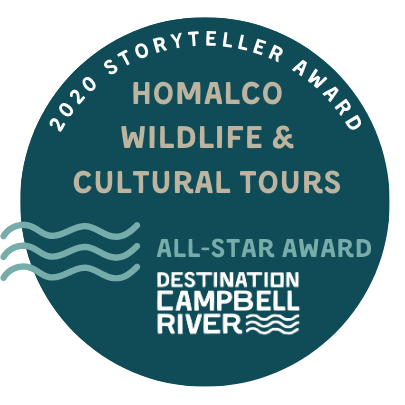 2020 STORYTELLER AWARD
HOMALCO
WILDLIFE &
CULTURAL TOURS
ALL-STAR AWARD
DESTINATION
CAMPBELL
RIVER